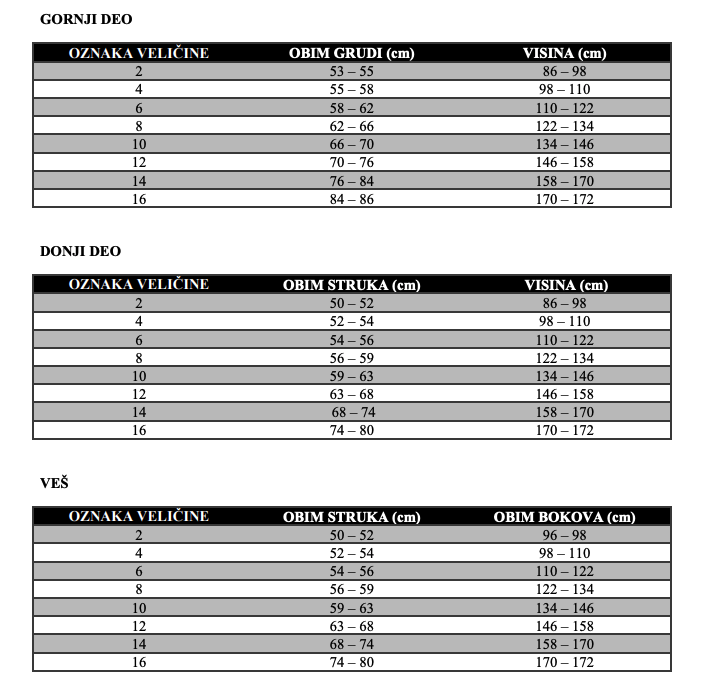 GORNJI DEO
OZNAKA VELIČINE OBIM GRUDI (cm) VISINA (cm)
2 53 – 55 86 – 98
4 55 – 58 98 – 110
6 58 – 62 110 – 122
8 62 – 66 122 – 134
10 66 – 70 134 – 146
12 70 – 76 146 – 158
14 76 – 84 158 – 170
16 84 – 86 170 – 172
DONJI DEO
OZNAKA VELIČINE OBIM STRUKA (cm) VISINA (cm)
2 50 – 52 86 – 98
4 52 – 54 98 – 110
6 54 – 56 110 – 122
8 56 – 59 122 – 134
10 59 – 63 134 – 146
12 63 – 68 146 – 158
14 68 – 74 158 – 170
16 74 – 80 170 – 172
VEŠ
OZNAKA VELIČINE OBIM STRUKA (cm) OBIM BOKOVA (cm)
2 50 – 52 96 – 98
4 52 – 54 98 – 110
6 54 – 56 110 – 122
8 56 – 59 122 – 134
10 59 – 63 134 – 146
12 63 – 68 146 – 158
14 68 – 74 158 – 170
16 74 – 80 170 – 172